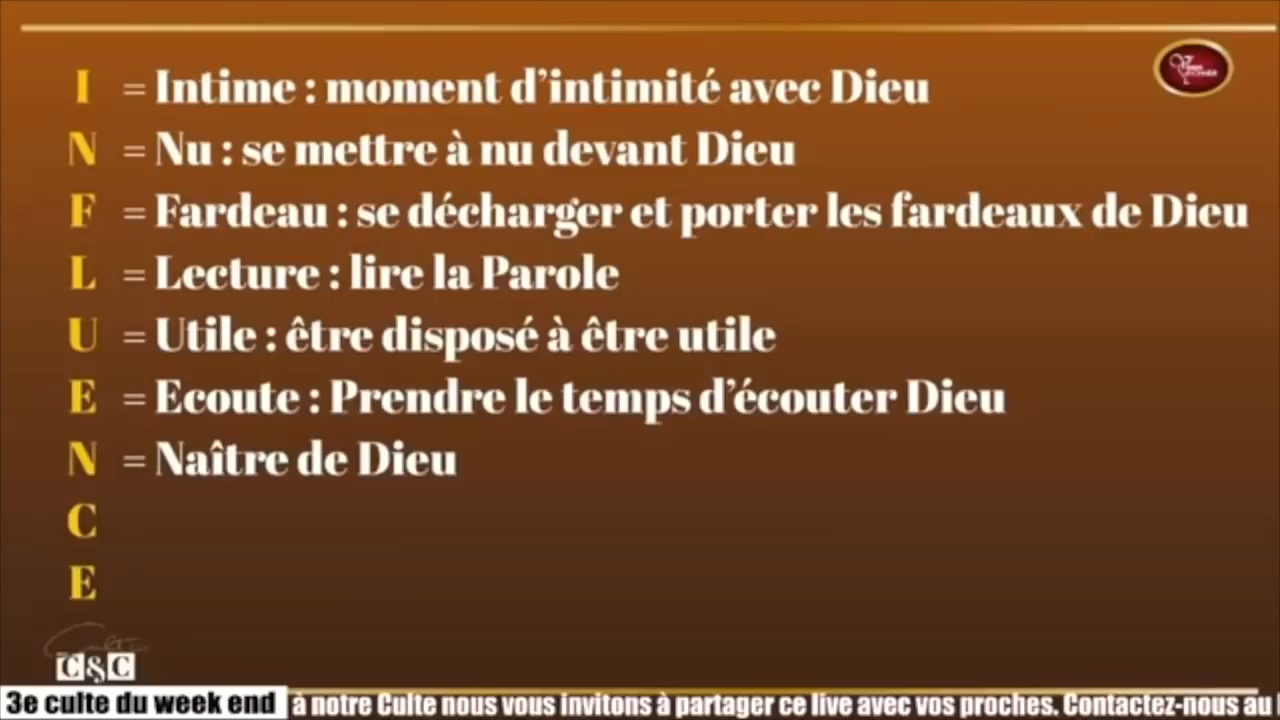 I = Intime : moment d’intimité avec Dieu
N = Nu : se mettre à nu devant Dieu
F = Fardeau : se décharger et porter les fardeaux de Dieu
L = Lecture : lire la Parole
U = Utile : être disposé à être utile
E = Ecoute : Prendre le temps d’écouter Dieu
N = Naître de Dieu
C
E
C&C
3e culte du week end à notre Culte nous vous invitons à partager ce live avec vos proches. Contactez-nous au